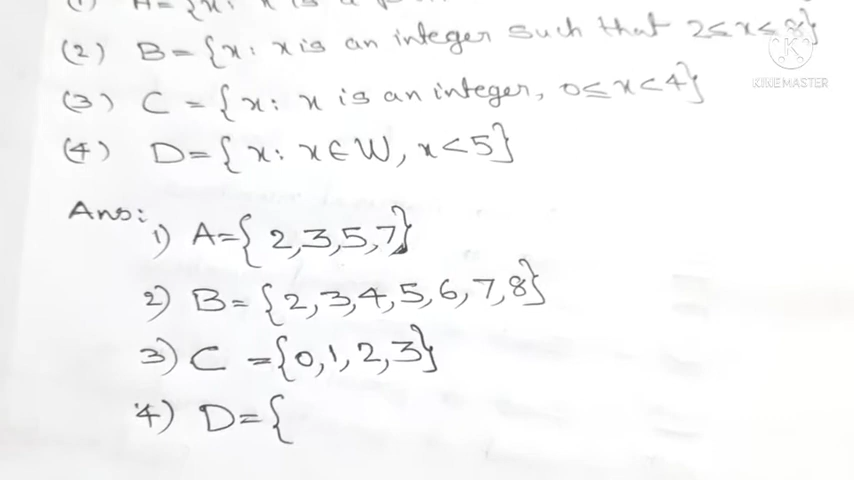 (2) B={x: x is an integer such that 2≤x≤8}
KINEMASTER
(3) C={x: x is an integer, 0≤x<4}
(4) D={x: x∈W, x<5}
Ans:
1) A={2,3,5,7}
2) B={2,3,4,5,6,7,8}
3) C={0,1,2,3}
4) D={